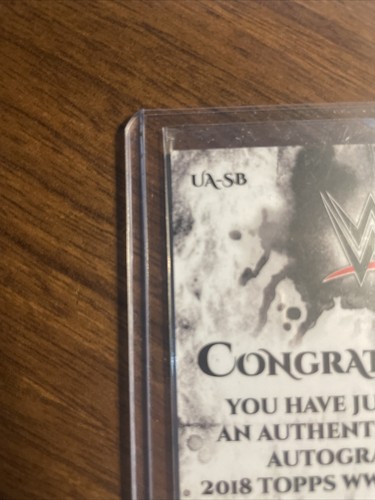 UA-SB
W
CONGRAT
YOU HAVE JU
AN AUTHENT
AUTOGRA
2018 TOPPS WW